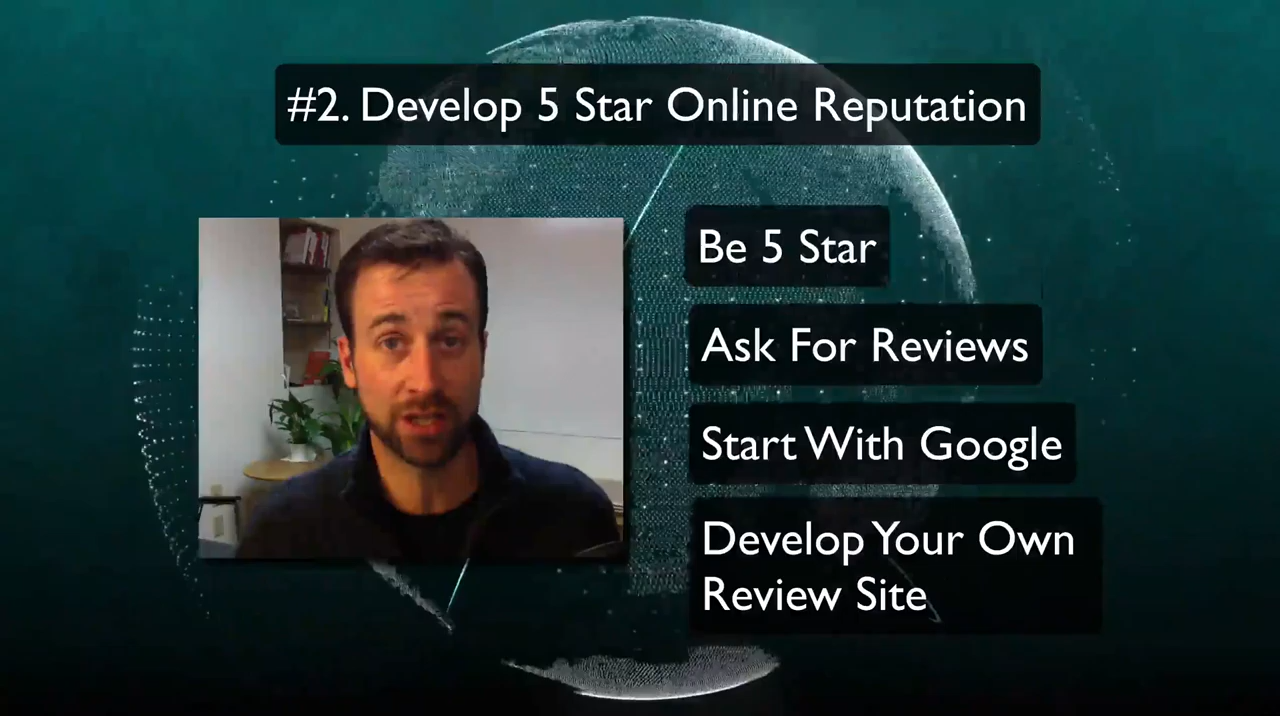 #2. Develop 5 Star Online Reputation
Be 5 Star
Ask For Reviews
Start With Google
Develop Your Own
Review Site